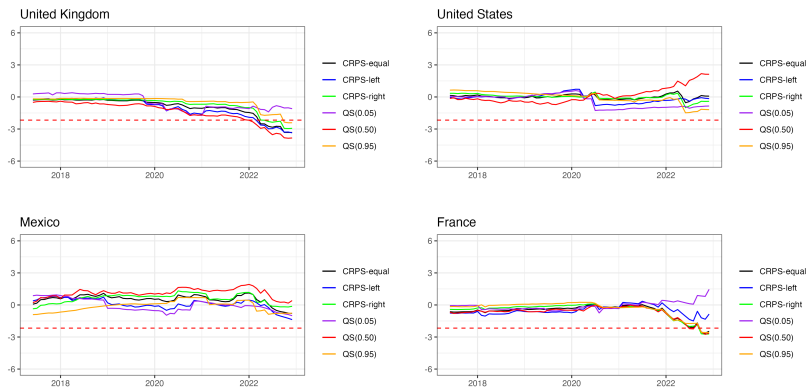 United Kingdom
6
3
0
-3
-6
2018 2020 2022
CRPS-equal
CRPS-left
CRPS-right
QS(0.05)
QS(0.50)
QS(0.95)
United States
6
3
0
-3
-6
2018 2020 2022
CRPS-equal
CRPS-left
CRPS-right
QS(0.05)
QS(0.50)
QS(0.95)
Mexico
6
3
0
-3
-6
2018 2020 2022
CRPS-equal
CRPS-left
CRPS-right
QS(0.05)
QS(0.50)
QS(0.95)
France
6
3
0
-3
-6
2018 2020 2022
CRPS-equal
CRPS-left
CRPS-right
QS(0.05)
QS(0.50)
QS(0.95)